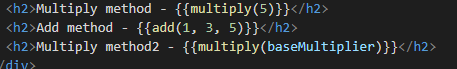 <h2>Multiply method - {{multiply(5)}}</h2>
<h2>Add method - {{add(1, 3, 5)}}</h2>
<h2>Multiply method2 - {{multiply(baseMultiplier)}}</h2>
</div>